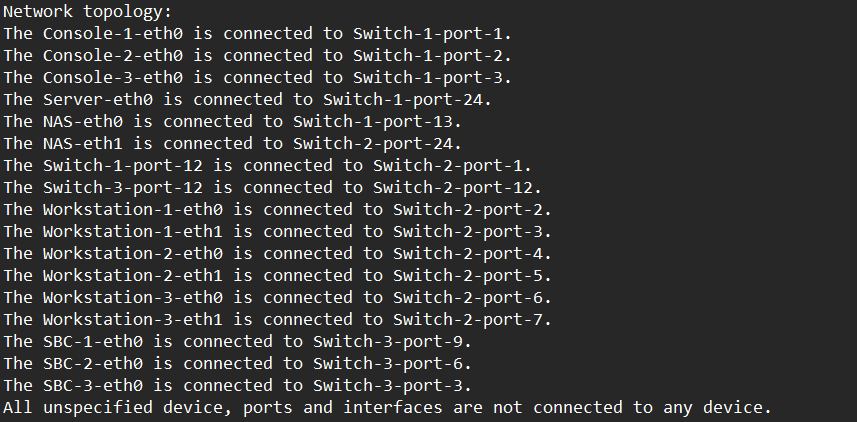 Network topology:
The Console-1-eth0 is connected to Switch-1-port-1.
The Console-2-eth0 is connected to Switch-1-port-2.
The Console-3-eth0 is connected to Switch-1-port-3.
The Server-eth0 is connected to Switch-1-port-24.
The NAS-eth0 is connected to Switch-1-port-13.
The NAS-eth1 is connected to Switch-2-port-24.
The Switch-1-port-12 is connected to Switch-2-port-1.
The Switch-3-port-12 is connected to Switch-2-port-12.
The Workstation-1-eth0 is connected to Switch-2-port-2.
The Workstation-1-eth1 is connected to Switch-2-port-3.
The Workstation-2-eth0 is connected to Switch-2-port-4.
The Workstation-2-eth1 is connected to Switch-2-port-5.
The Workstation-3-eth0 is connected to Switch-2-port-6.
The Workstation-3-eth1 is connected to Switch-2-port-7.
The SBC-1-eth0 is connected to Switch-3-port-9.
The SBC-2-eth0 is connected to Switch-3-port-6.
The SBC-3-eth0 is connected to Switch-3-port-3.
All unspecified device, ports and interfaces are not connected to any device.